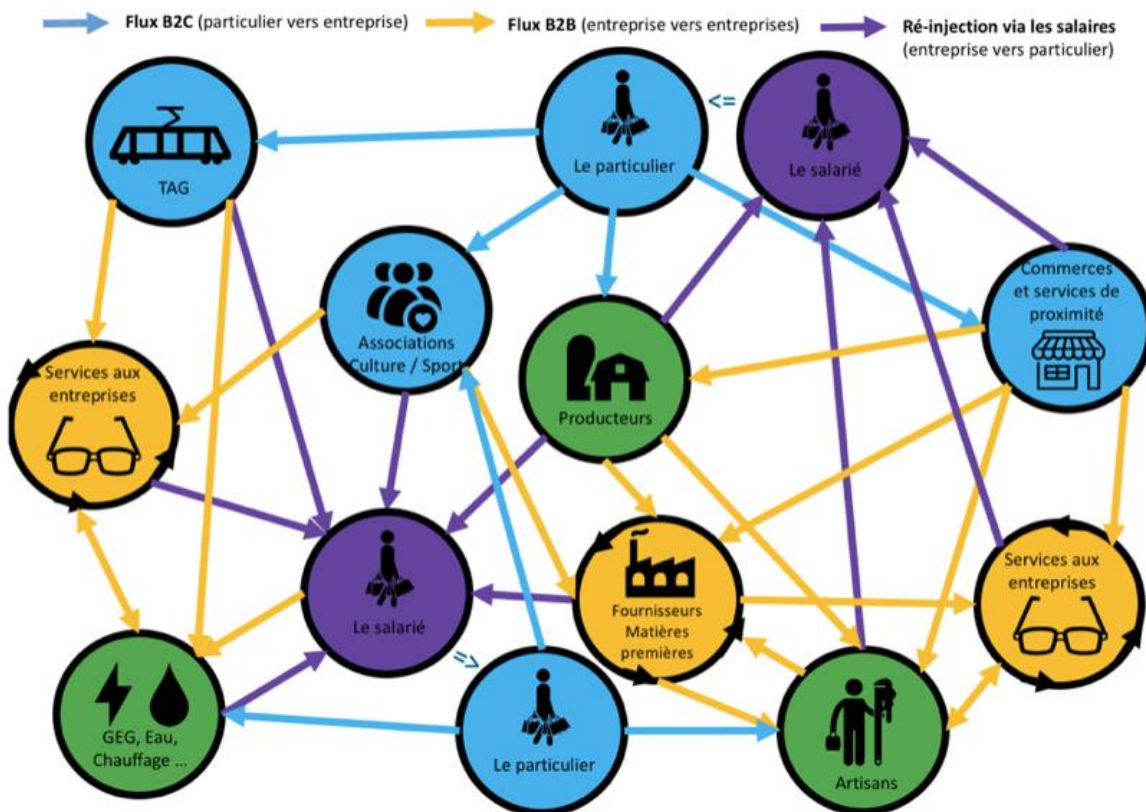 Flux B2C (particulier vers entreprise)
Flux B2B (entreprise vers entreprises)
Ré-injection via les salaires
(entreprise vers particulier)
TAG
Le particulier
<=
Le salarié
Associations
Culture / Sport
Commerces
et services de
proximité
Producteurs
Services aux
entreprises
Le salarié
=>
Fournisseurs
Matières
premières
Services aux
entreprises
GEG, Eau,
Chauffage ...
Le particulier
Artisans